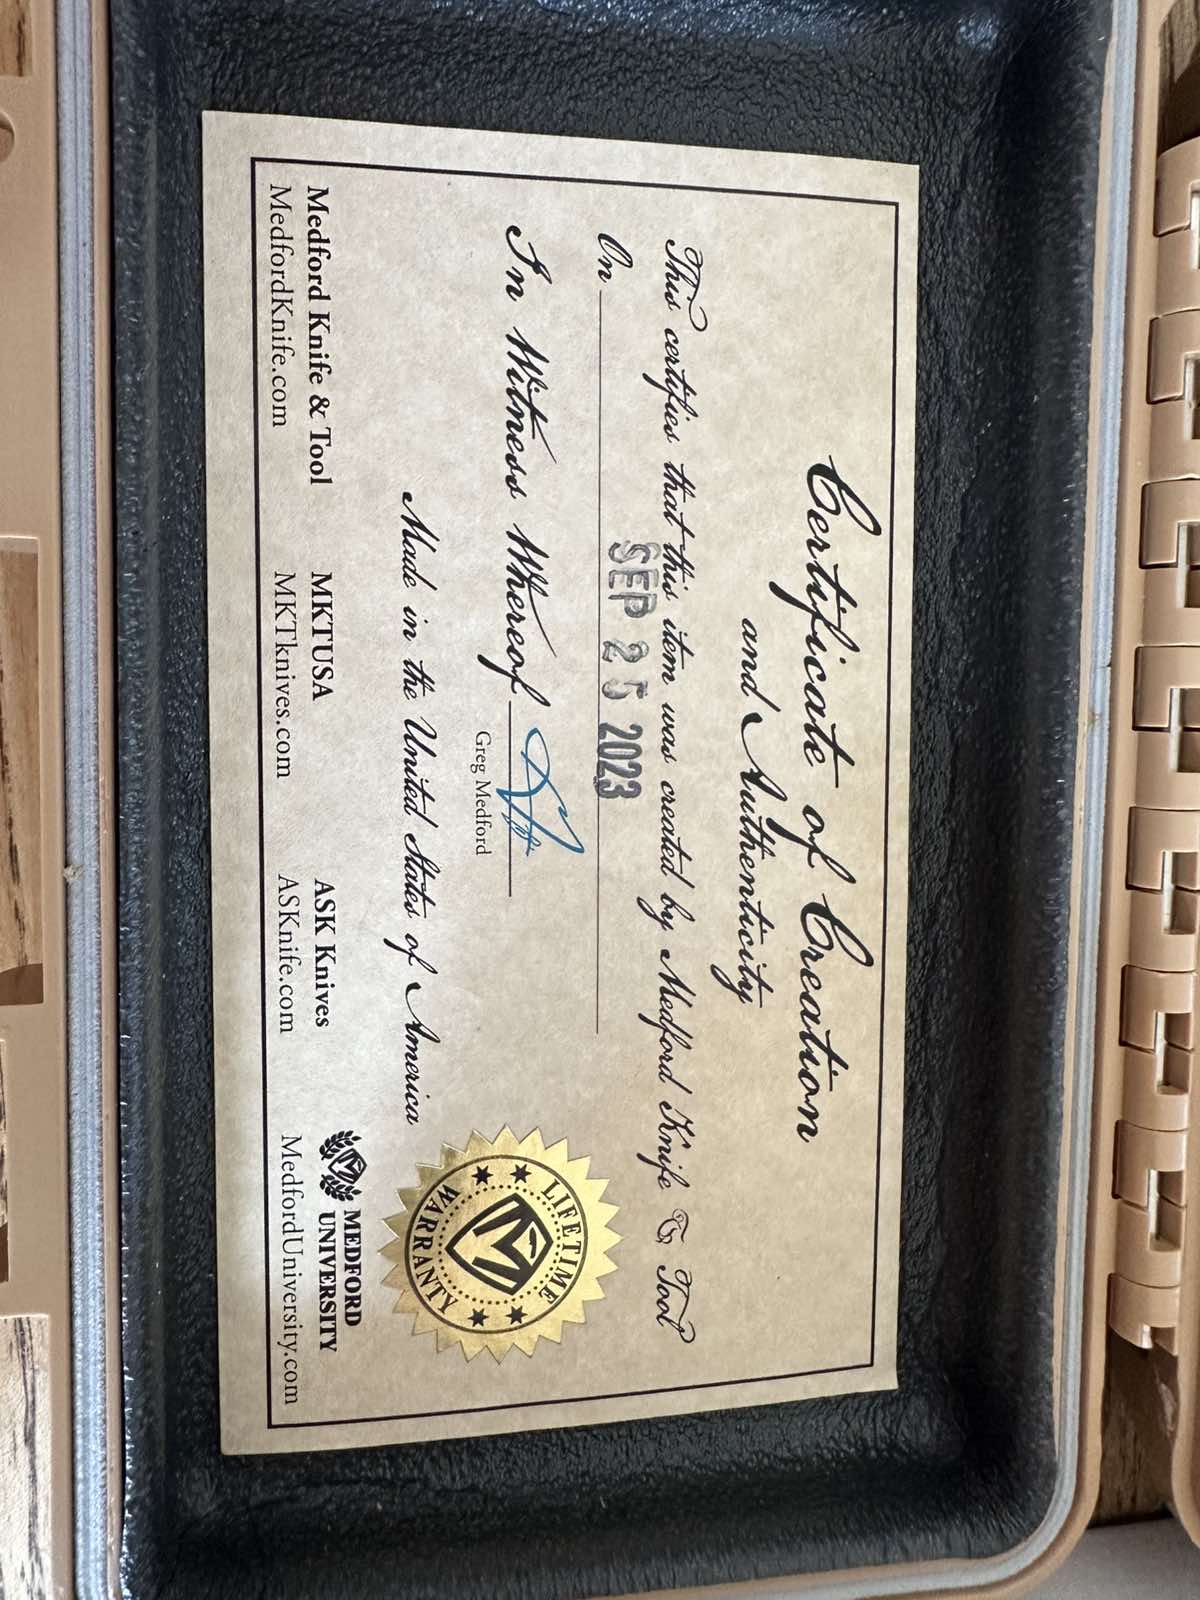 Certificate of Creation
and Authenticity
This certifies that this item was created by Medford Knife & Tool
On SEP 25 2023
In Witness Whereof
Greg Medford
Made in the United States of America
LIFETIME
M
WARRANTY
Medford Knife & Tool
MedfordKnife.com
MKTUSA
MKTknives.com
ASK Knives
ASKnife.com
M MEDFORD
UNIVERSITY
MedfordUniversity.com